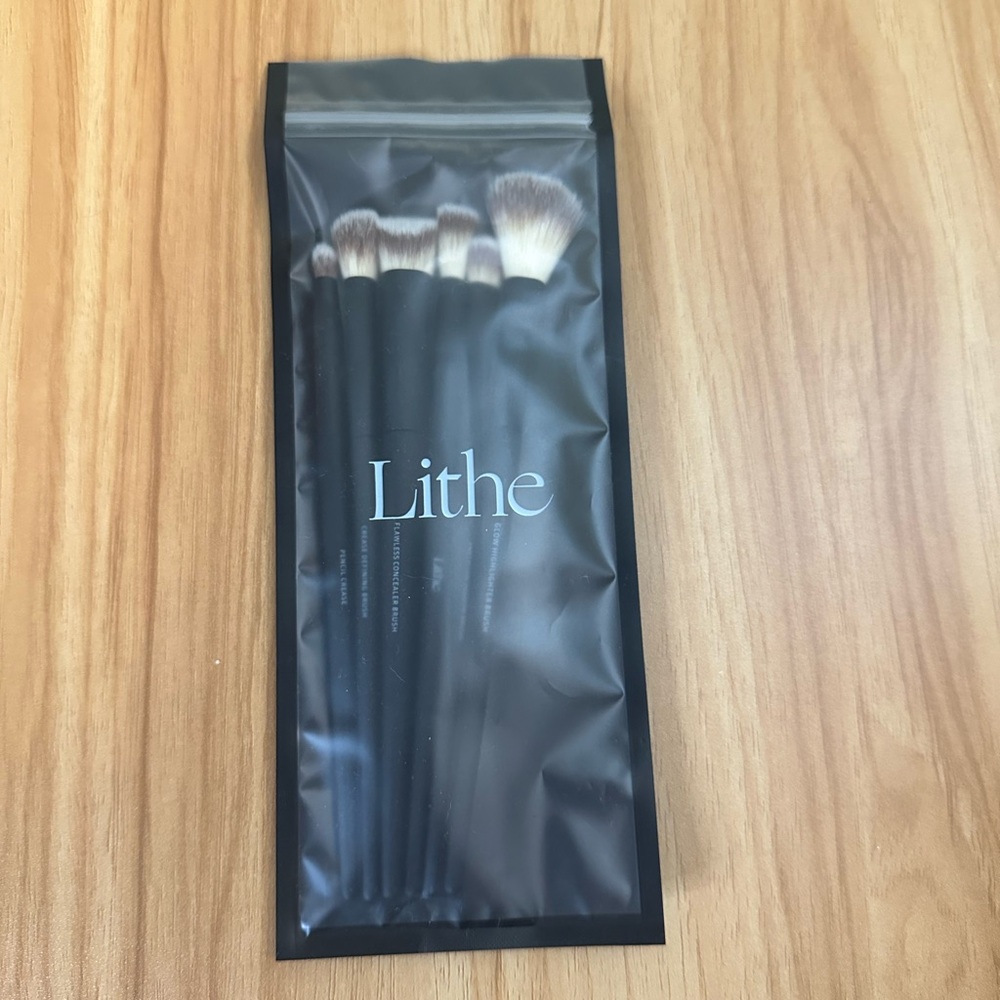 Lithe
PENCIL CREASE
CREASE DEFINING BRUSH
FLAWLESS CONCEALER BRUSH
GLOW HIGHLIGHTER BRUSH